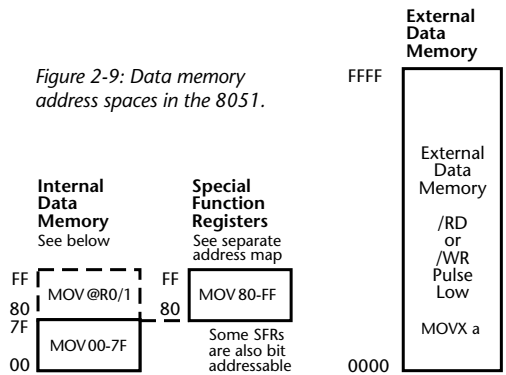 External
Data
Memory
Figure 2-9: Data memory
address spaces in the 8051.
FFFF
External
Data
Memory
/RD
or
/WR
Pulse
Low
MOVX a
0000
Internal
Data
Memory
See below
FF
MOV @R0/1
80
7F
MOV 00-7F
00
Special
Function
Registers
See separate
address map
FF
MOV 80-FF
80
Some SFRs
are also bit
addressable